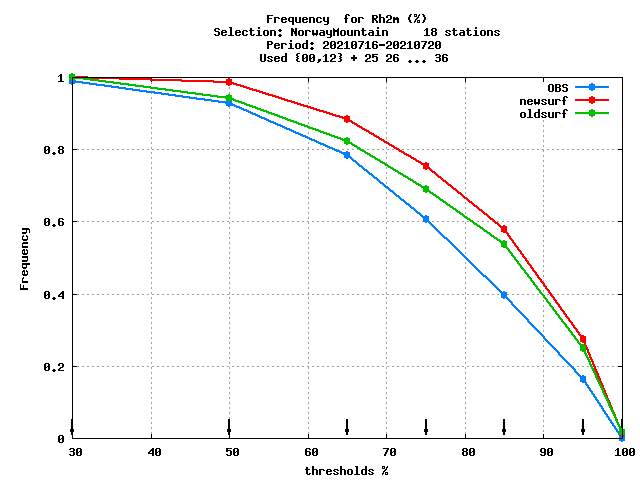 Frequency  for Rh2m (%)
Selection: NorwayMountain     18 stations
Period: 20210716-20210720
Used {00,12} + 25 26 ... 36
OBS
newsurf
oldsurf
1
0.8
0.6
0.4
0.2
0
Frequency
30 40 50 60 70 80 90 100
thresholds %